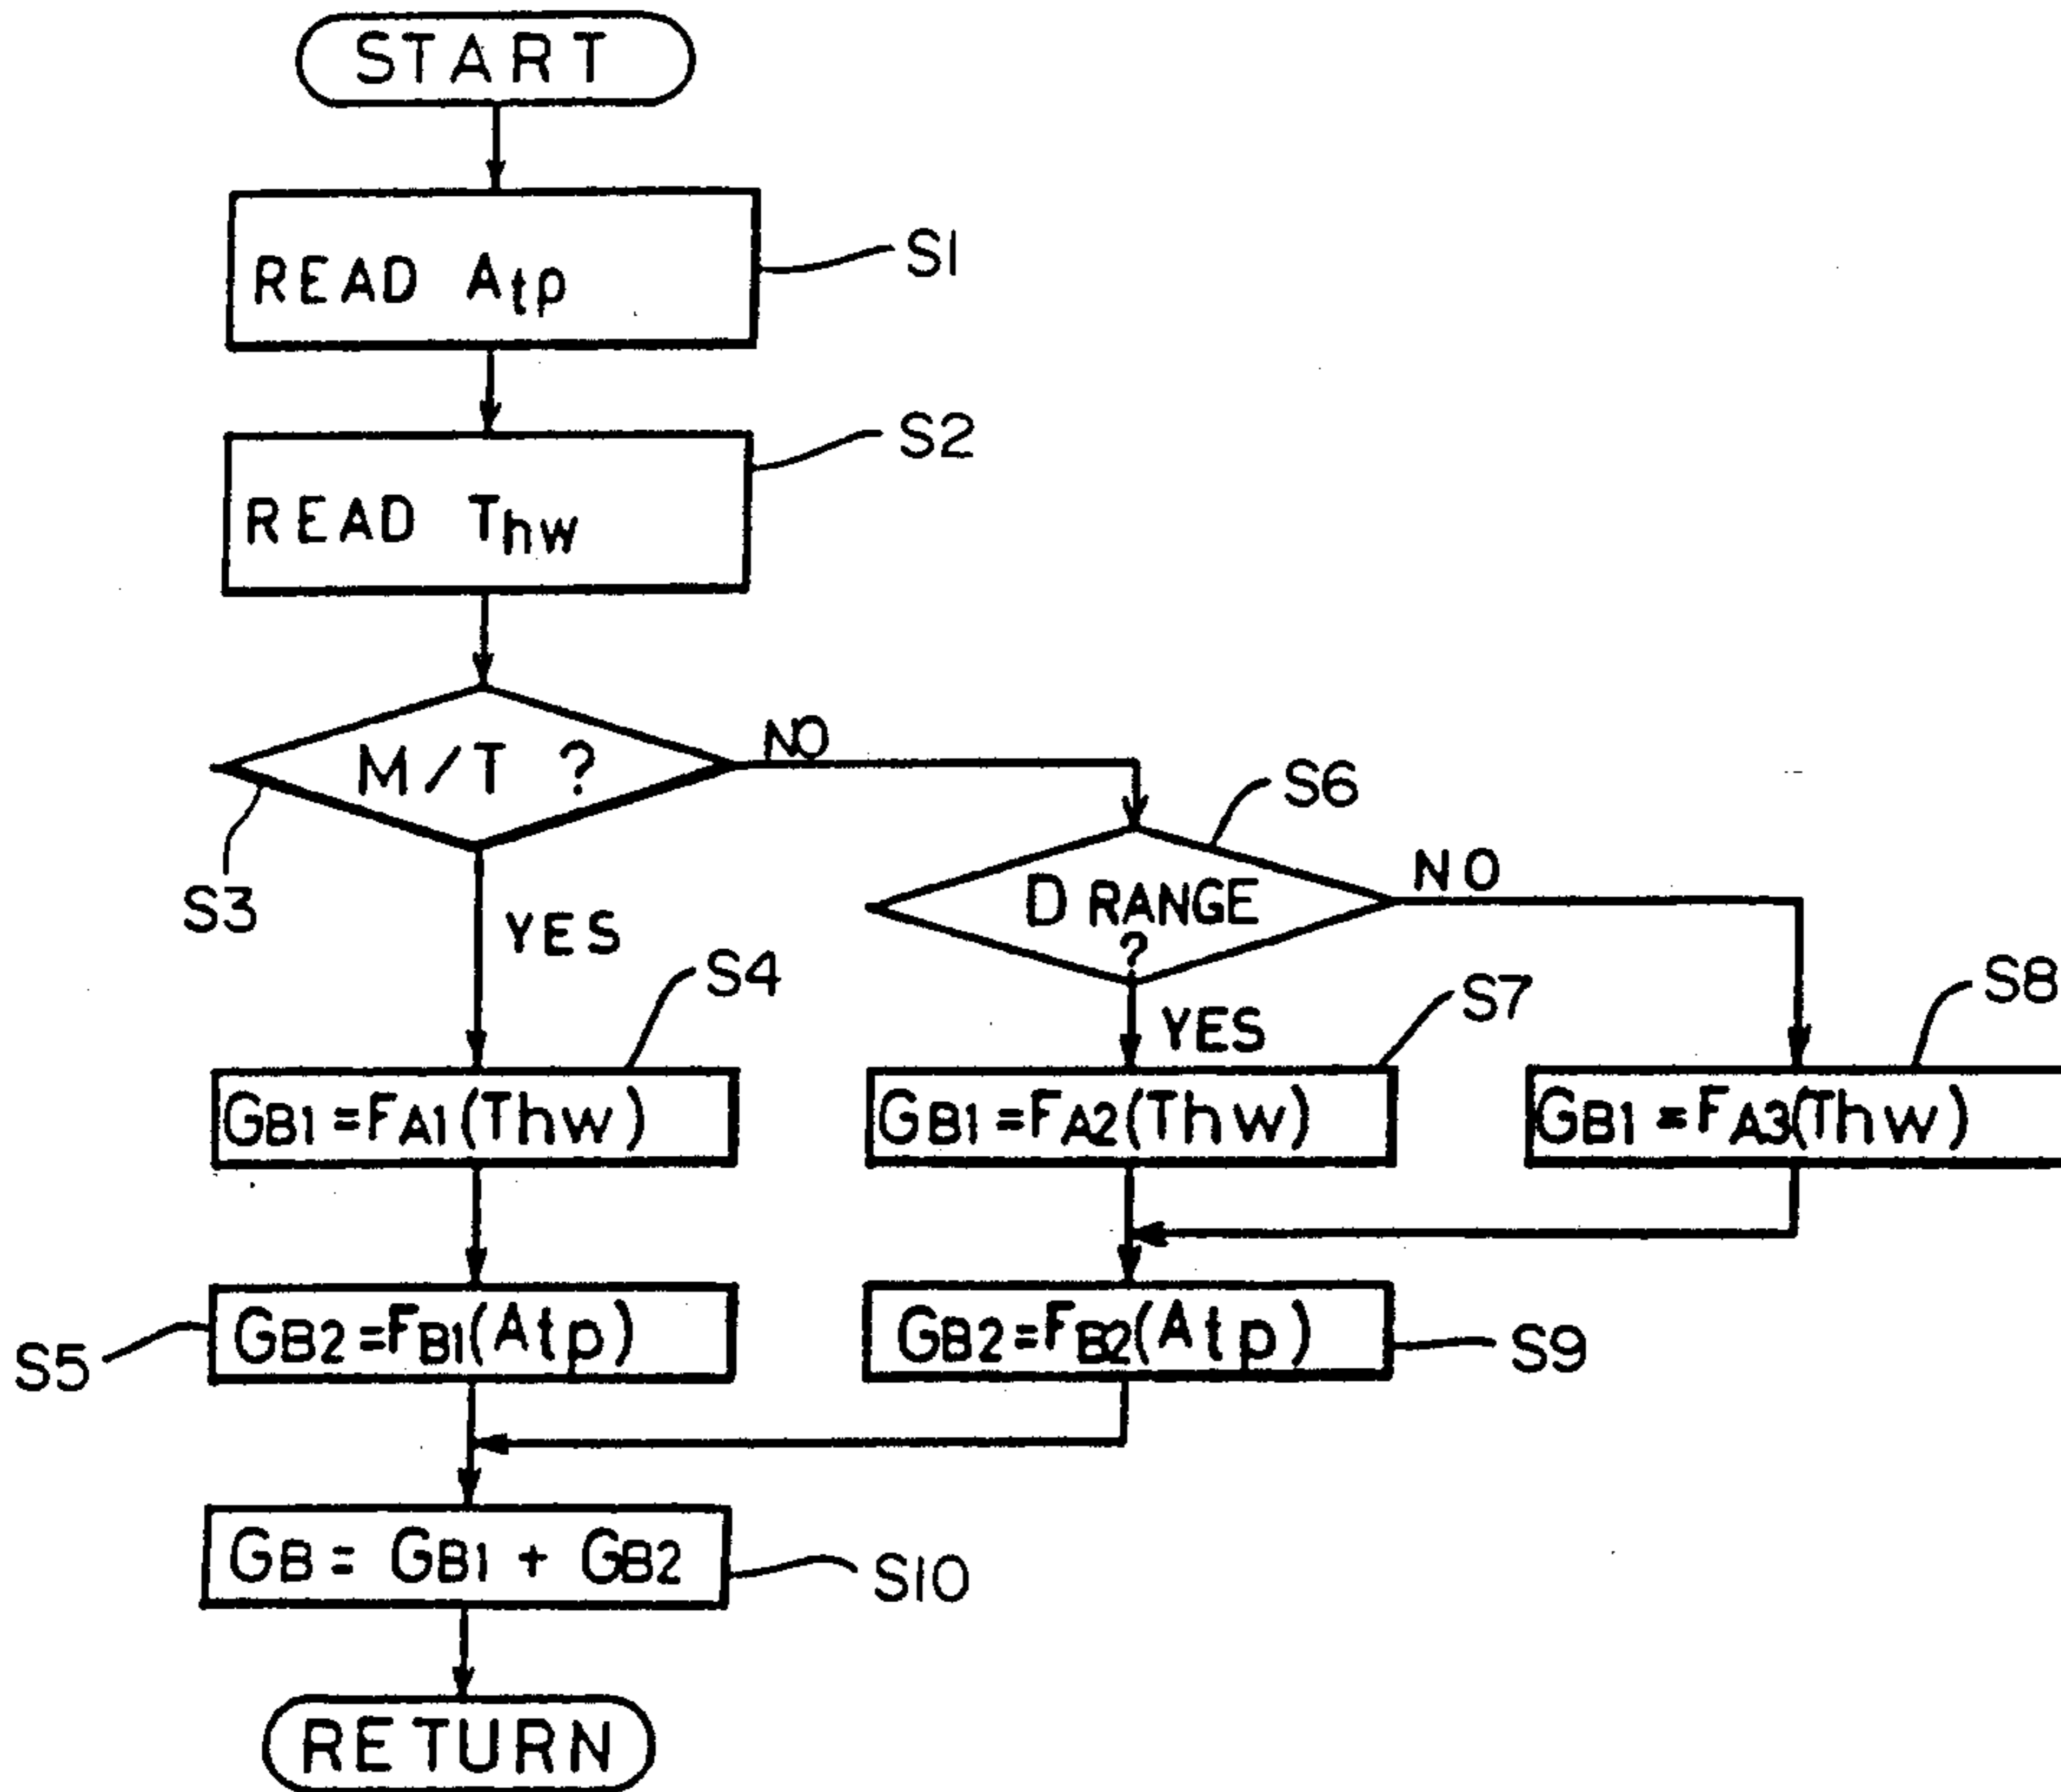 START
READ Atp
S1
READ Thw
S2
M/T ?
NO
S3
YES
D RANGE
?
S6
NO
YES
S4
GB1=FA1(Thw)
S7
GB1=FA2(Thw)
S8
GB1=FA3(Thw)
S5
GB2=FB1(Atp)
GB2=FB2(Atp)
S9
GB = GB1 + GB2
S10
RETURN